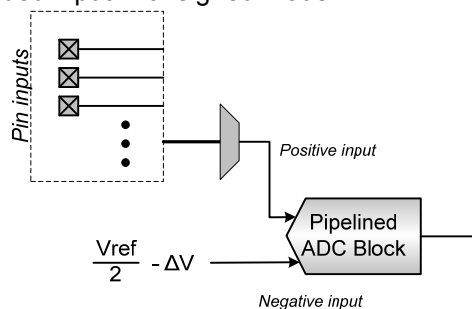 Pin inputs
Positive input
Pipelined
ADC Block
Vref
2
- ΔV
Negative input